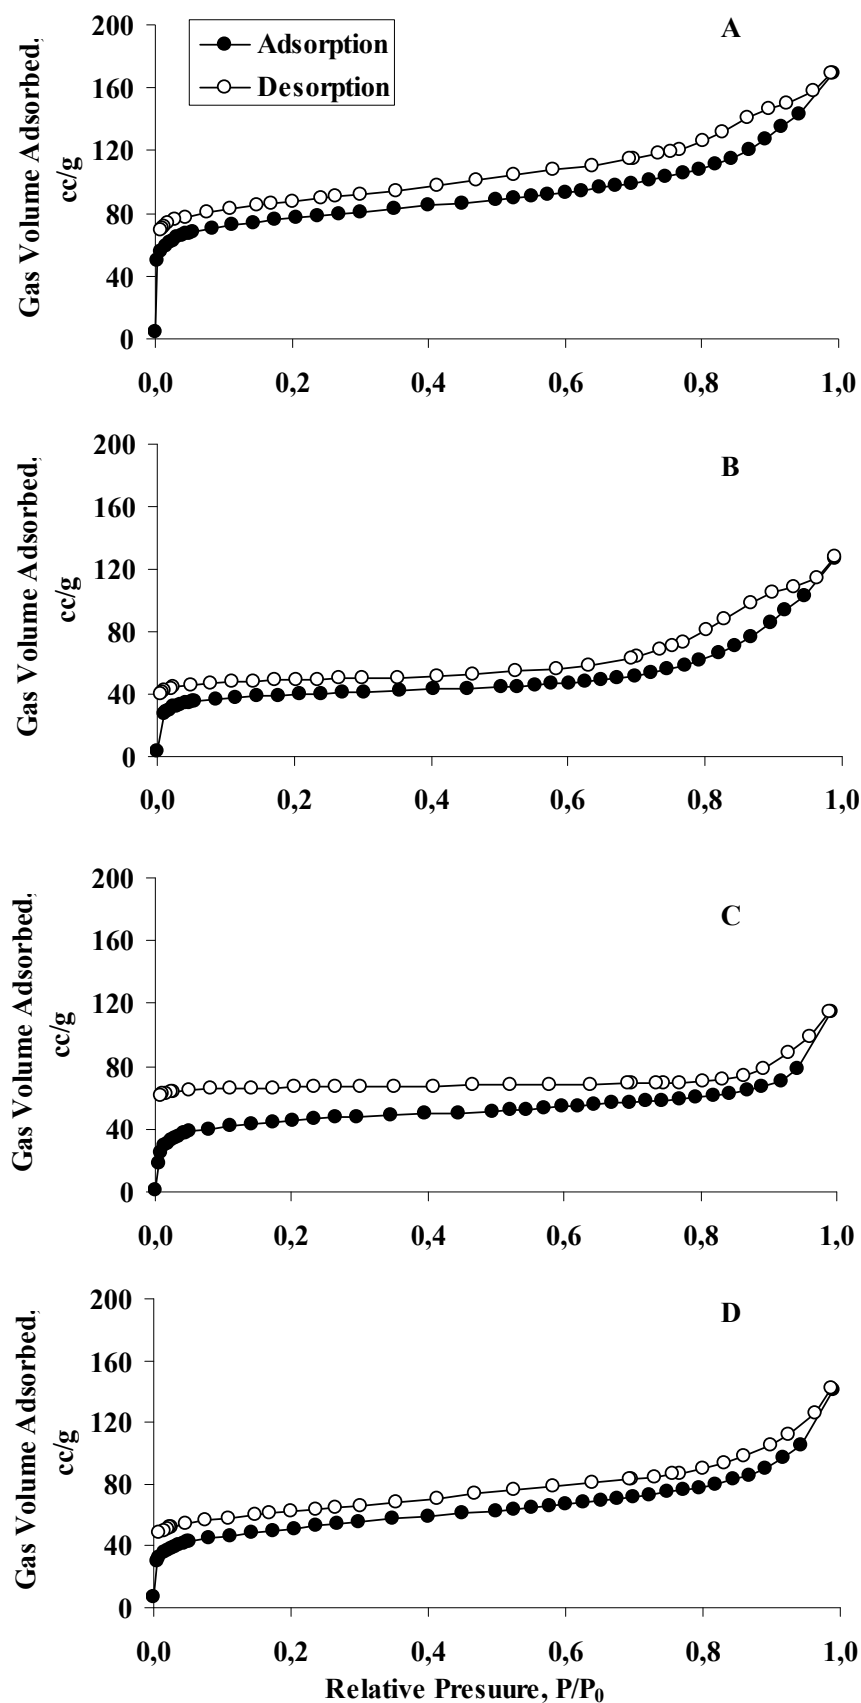 200
160
120
80
40
0
Gas Volume Adsorbed,
cc/g
Adsorption
Desorption
A
0,0 0,2 0,4 0,6 0,8 1,0
200
160
120
80
40
0
Gas Volume Adsorbed,
cc/g
B
0,0 0,2 0,4 0,6 0,8 1,0
200
160
120
80
40
0
Gas Volume Adsorbed,
cc/g
C
0,0 0,2 0,4 0,6 0,8 1,0
200
160
120
80
40
0
Gas Volume Adsorbed,
cc/g
D
0,0 0,2 0,4 0,6 0,8 1,0
Relative Presuure, P/P₀